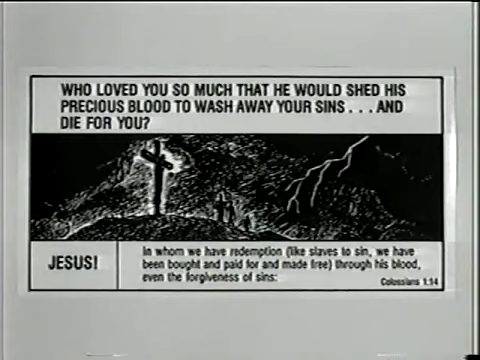 WHO LOVED YOU SO MUCH THAT HE WOULD SHED HIS
PRECIOUS BLOOD TO WASH AWAY YOUR SINS . . . AND
DIE FOR YOU?
JESUS!
In whom we have redemption (like slaves to sin, we have
been bought and paid for and made free) through his blood,
even the forgiveness of sins:
Colossians 1:14